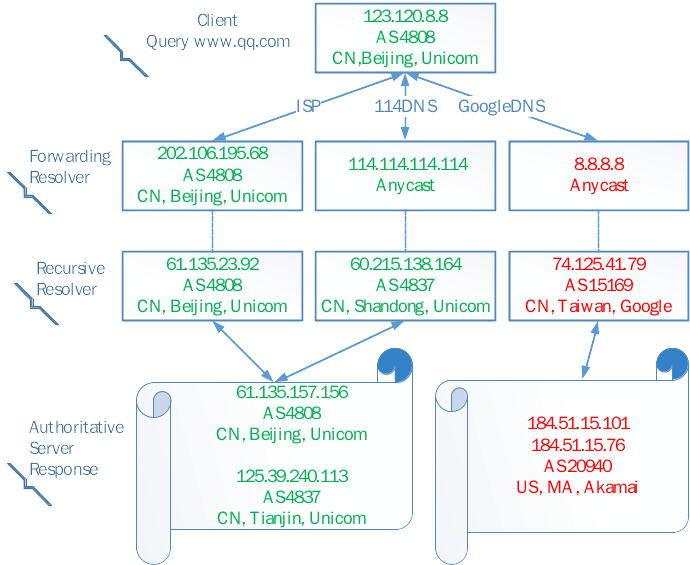 Client
Query www.qq.com
123.120.8.8
AS4808
CN,Beijing, Unicom
ISP
114DNS
GoogleDNS
Forwarding
Resolver
202.106.195.68
AS4808
CN, Beijing, Unicom
114.114.114.114
Anycast
8.8.8.8
Anycast
Recursive
Resolver
61.135.23.92
AS4808
CN, Beijing, Unicom
60.215.138.164
AS4837
CN, Shandong, Unicom
74.125.41.79
AS15169
CN, Taiwan, Google
Authoritative
Server
Response
61.135.157.156
AS4808
CN, Beijing, Unicom
125.39.240.113
AS4837
CN, Tianjin, Unicom
184.51.15.101
184.51.15.76
AS20940
US, MA , Akamai